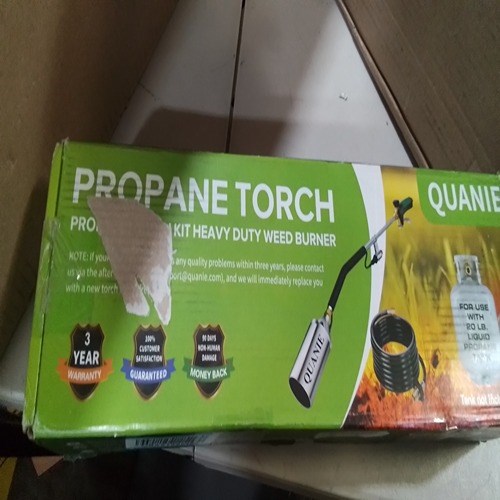 PROPANE TORCH
QUANIE
KIT HEAVY DUTY WEED BURNER
NOTE: If you any quality problems within three years, please contact
us via the after port@quanie.com), and we will immediately replace you
with a new torch
3
YEAR
WARRANTY
100%
CUSTOMER
SATISFACTION
GUARANTEED
90 DAYS
NON-HUMAN
DAMAGE
MONEY BACK
QUANIE
FOR USE
WITH
20 LB.
LIQUID
PROPANE
Tank not